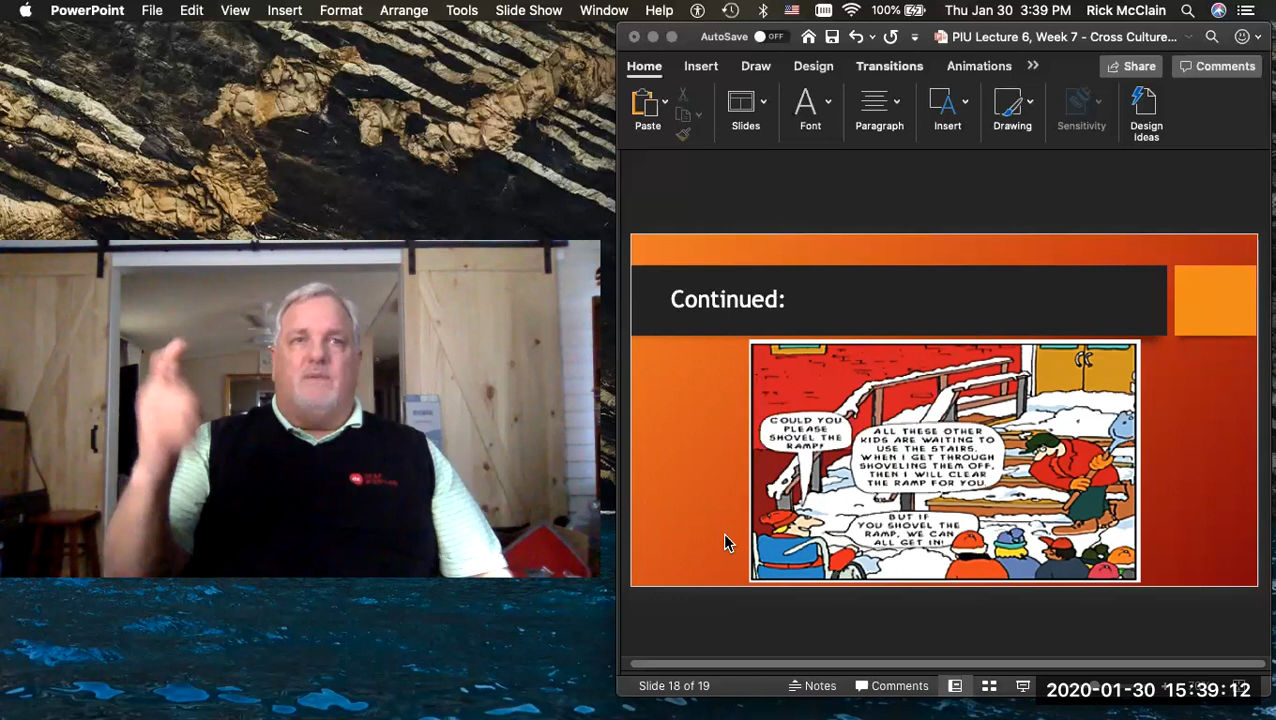 PowerPoint File Edit View Insert Format Arrange Tools Slide Show Window Help 100% Thu Jan 30 3:39 PM Rick McClain
AutoSave OFF PIU Lecture 6, Week 7 - Cross Culture...
Home Insert Draw Design Transitions Animations Share Comments
Paste Slides Font Paragraph Insert Drawing Sensitivity Design Ideas
Continued:
COULD YOU
PLEASE
SHOVEL THE
RAMP?
ALL THESE OTHER
KIDS ARE WAITING TO
USE THE STAIRS.
WHEN I GET THROUGH
SHOVELING THEM OFF,
THEN I WILL CLEAR
THE RAMP FOR YOU.
BUT IF
YOU SHOVEL THE
RAMP, WE CAN
ALL GET IN!
Slide 18 of 19 Notes Comments
2020-01-30 15:39:12